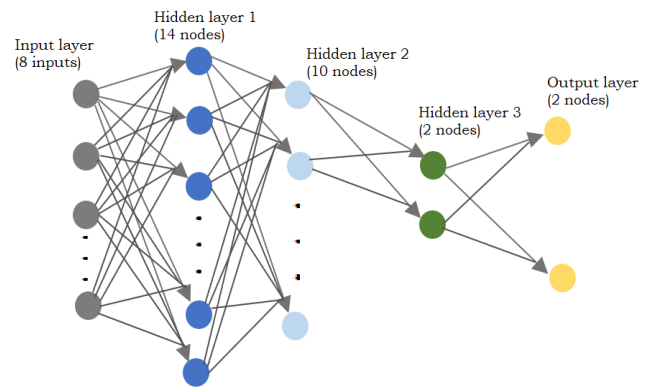 Input layer
(8 inputs)
Hidden layer 1
(14 nodes)
Hidden layer 2
(10 nodes)
Hidden layer 3
(2 nodes)
Output layer
(2 nodes)